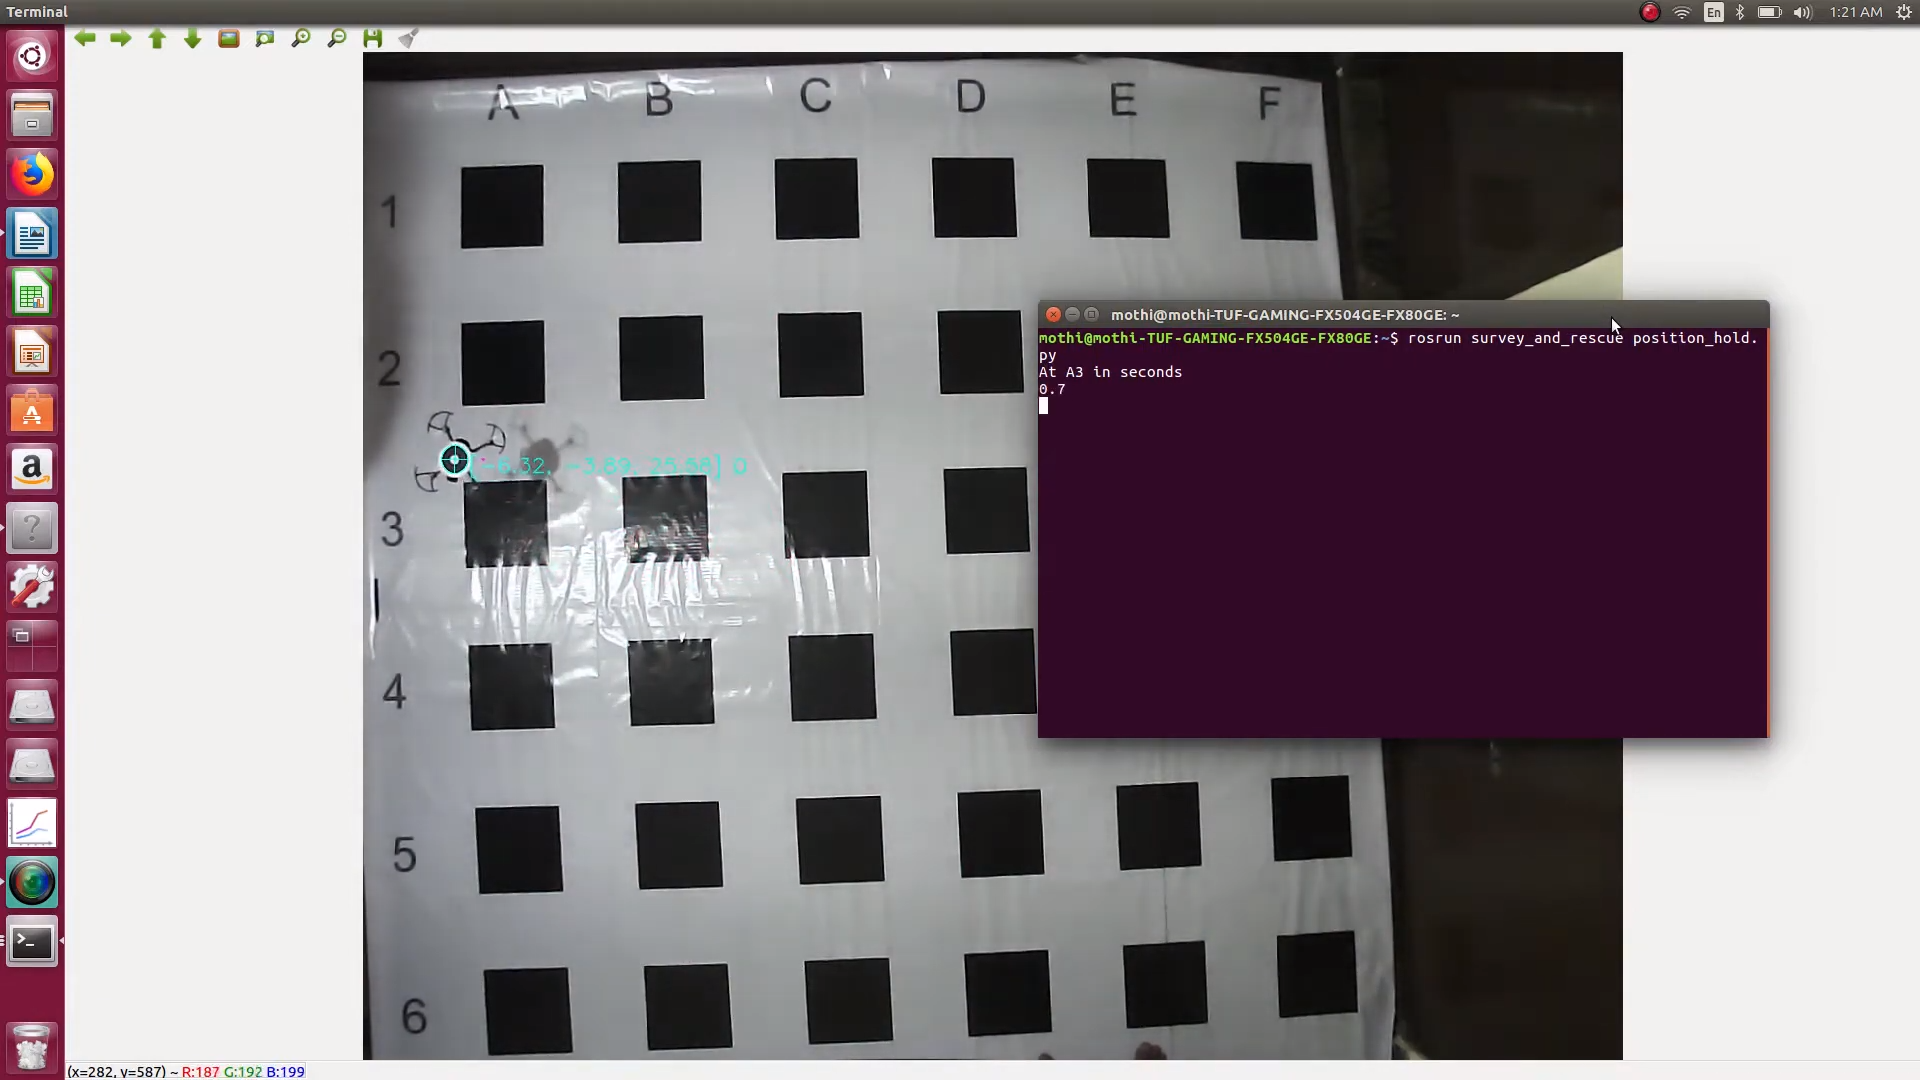 Terminal
En
1:21 AM
A B C D E F
1
2
mothi@mothi-TUF-GAMING-FX504GE-FX80GE: ~
mothi@mothi-TUF-GAMING-FX504GE-FX80GE:~$ rosrun survey_and_rescue position_hold.
py
At A3 in seconds
0.7
[-6.32, -3.89, 25.58] 0
3
4
5
6
(x=282, y=587) ~ R:187 G:192 B:199